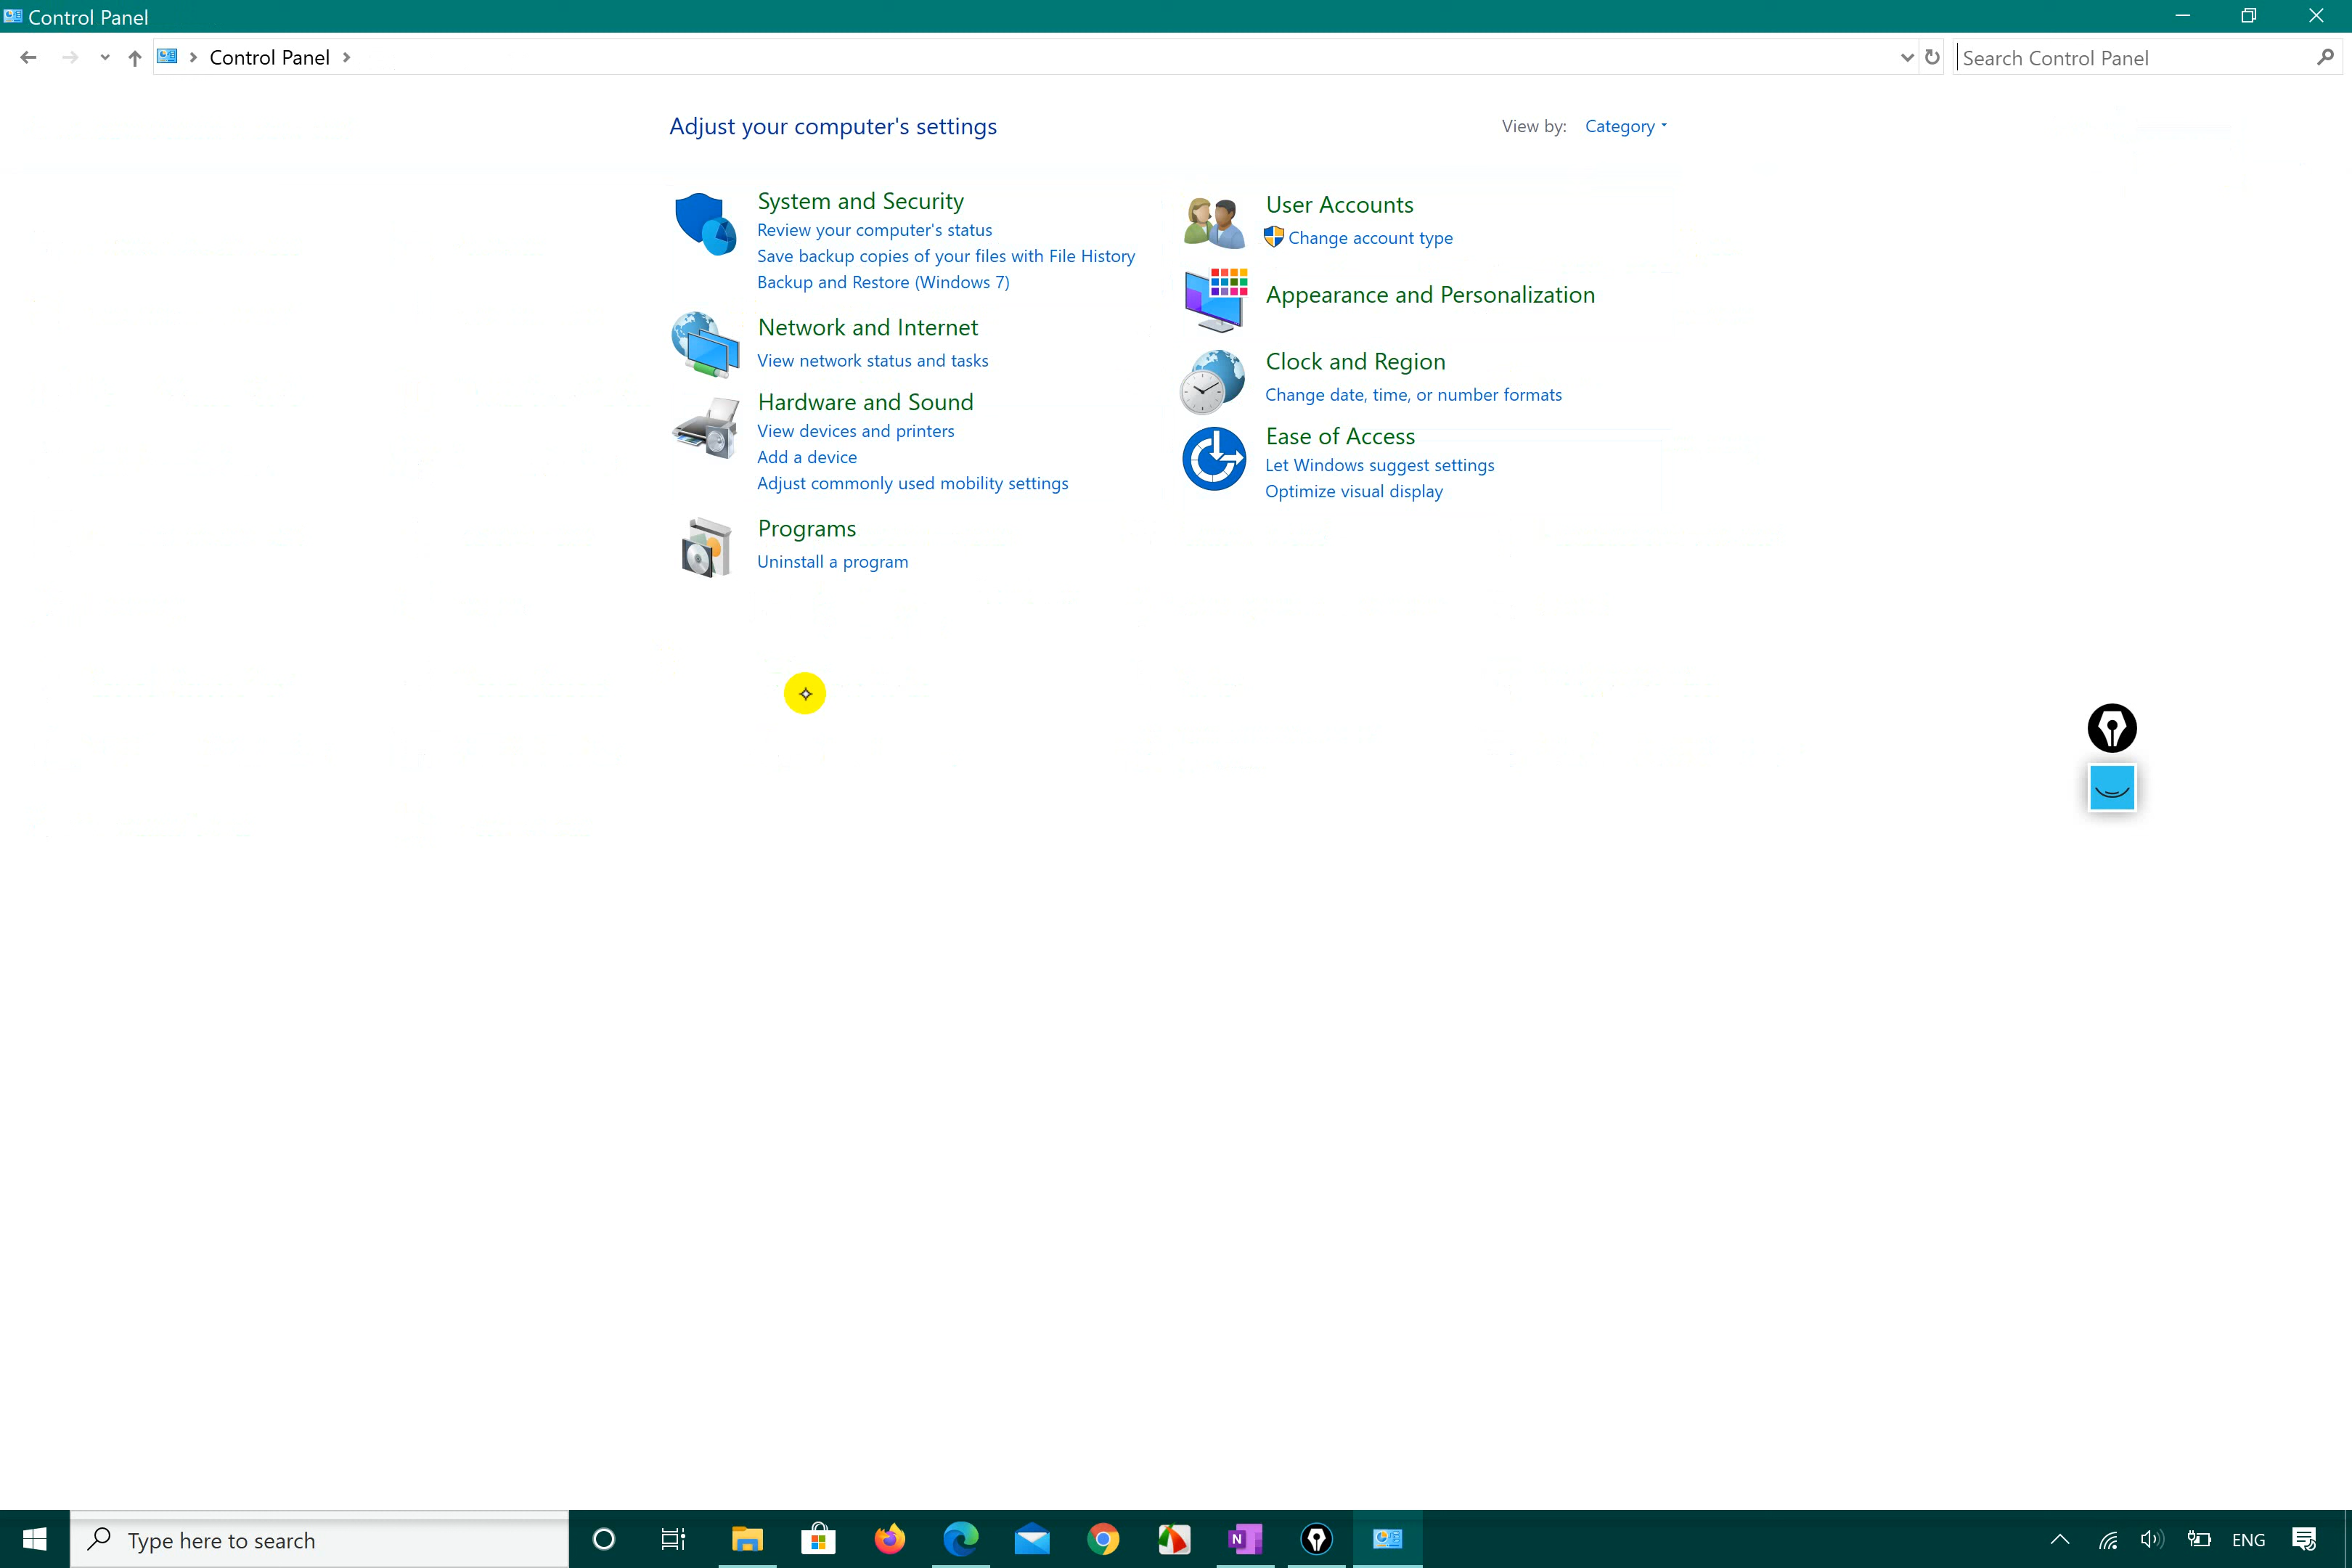 Control Panel
Control Panel
Search Control Panel
Adjust your computer's settings
View by: Category
System and Security
Review your computer's status
Save backup copies of your files with File History
Backup and Restore (Windows 7)
Network and Internet
View network status and tasks
Hardware and Sound
View devices and printers
Add a device
Adjust commonly used mobility settings
Programs
Uninstall a program
User Accounts
Change account type
Appearance and Personalization
Clock and Region
Change date, time, or number formats
Ease of Access
Let Windows suggest settings
Optimize visual display
Type here to search
N
ENG